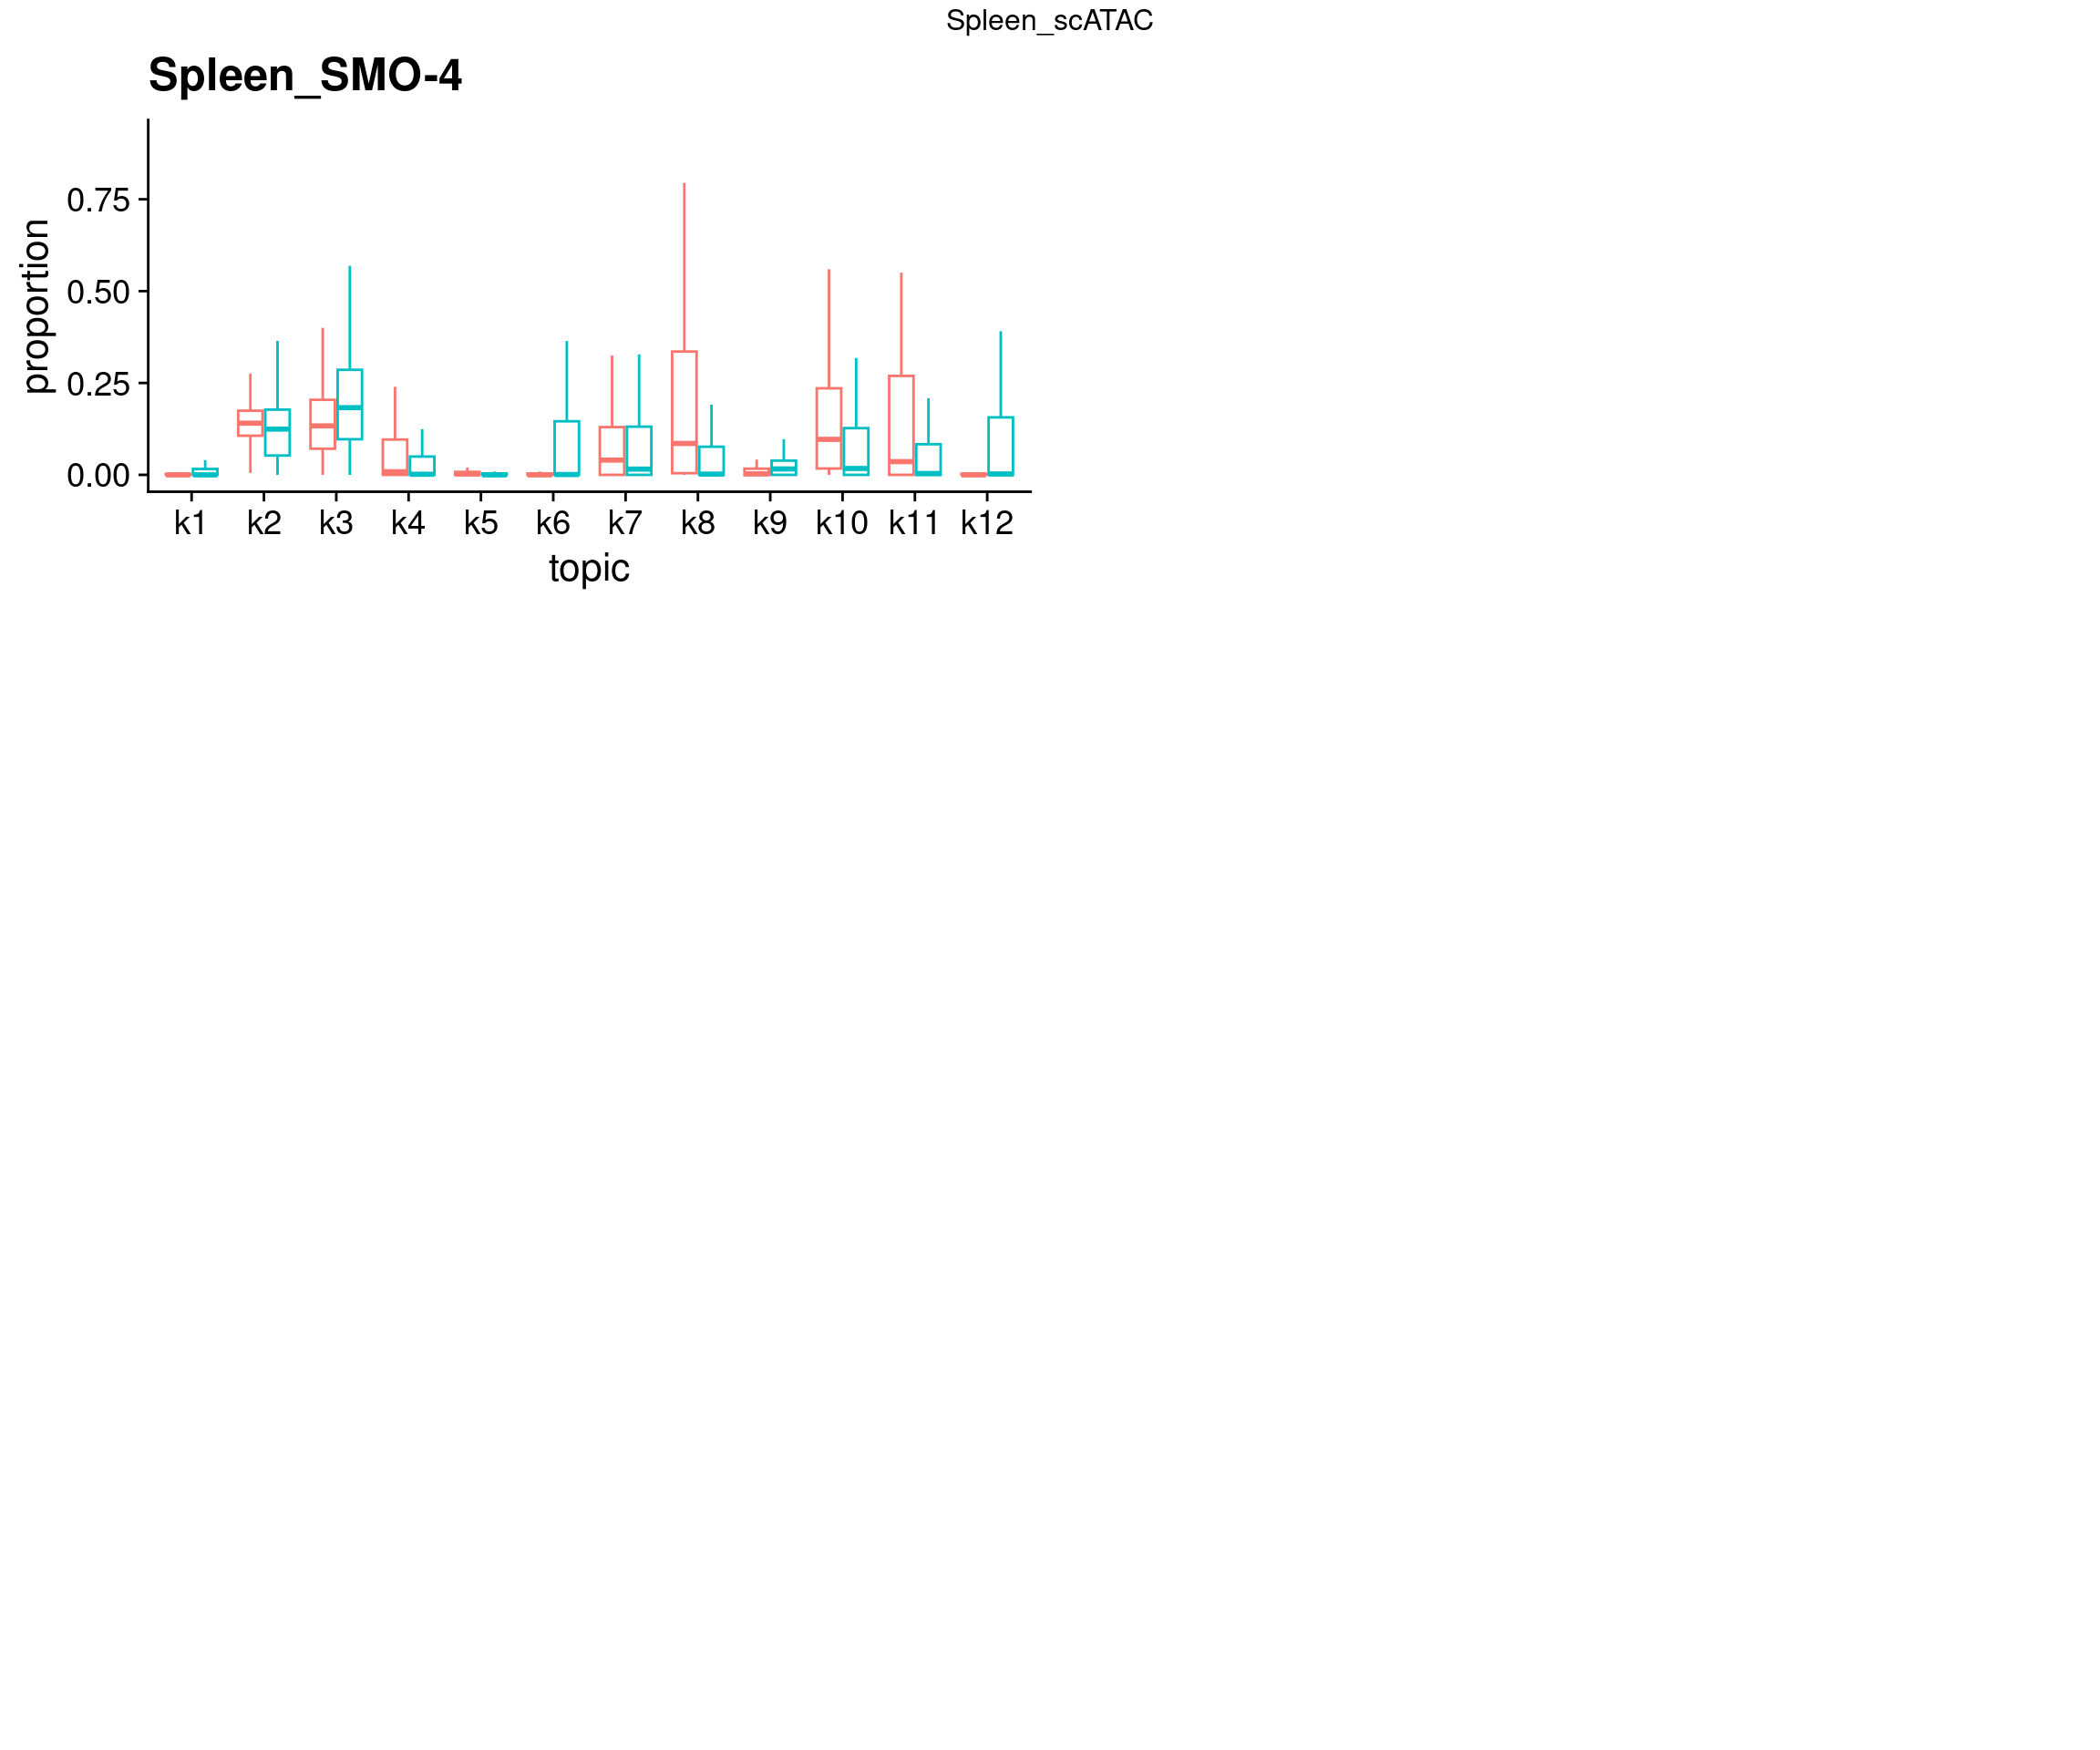 Spleen_scATAC
Spleen_SMO-4
proportion
0.75
0.50
0.25
0.00
k1 k2 k3 k4 k5 k6 k7 k8 k9 k10 k11 k12
topic